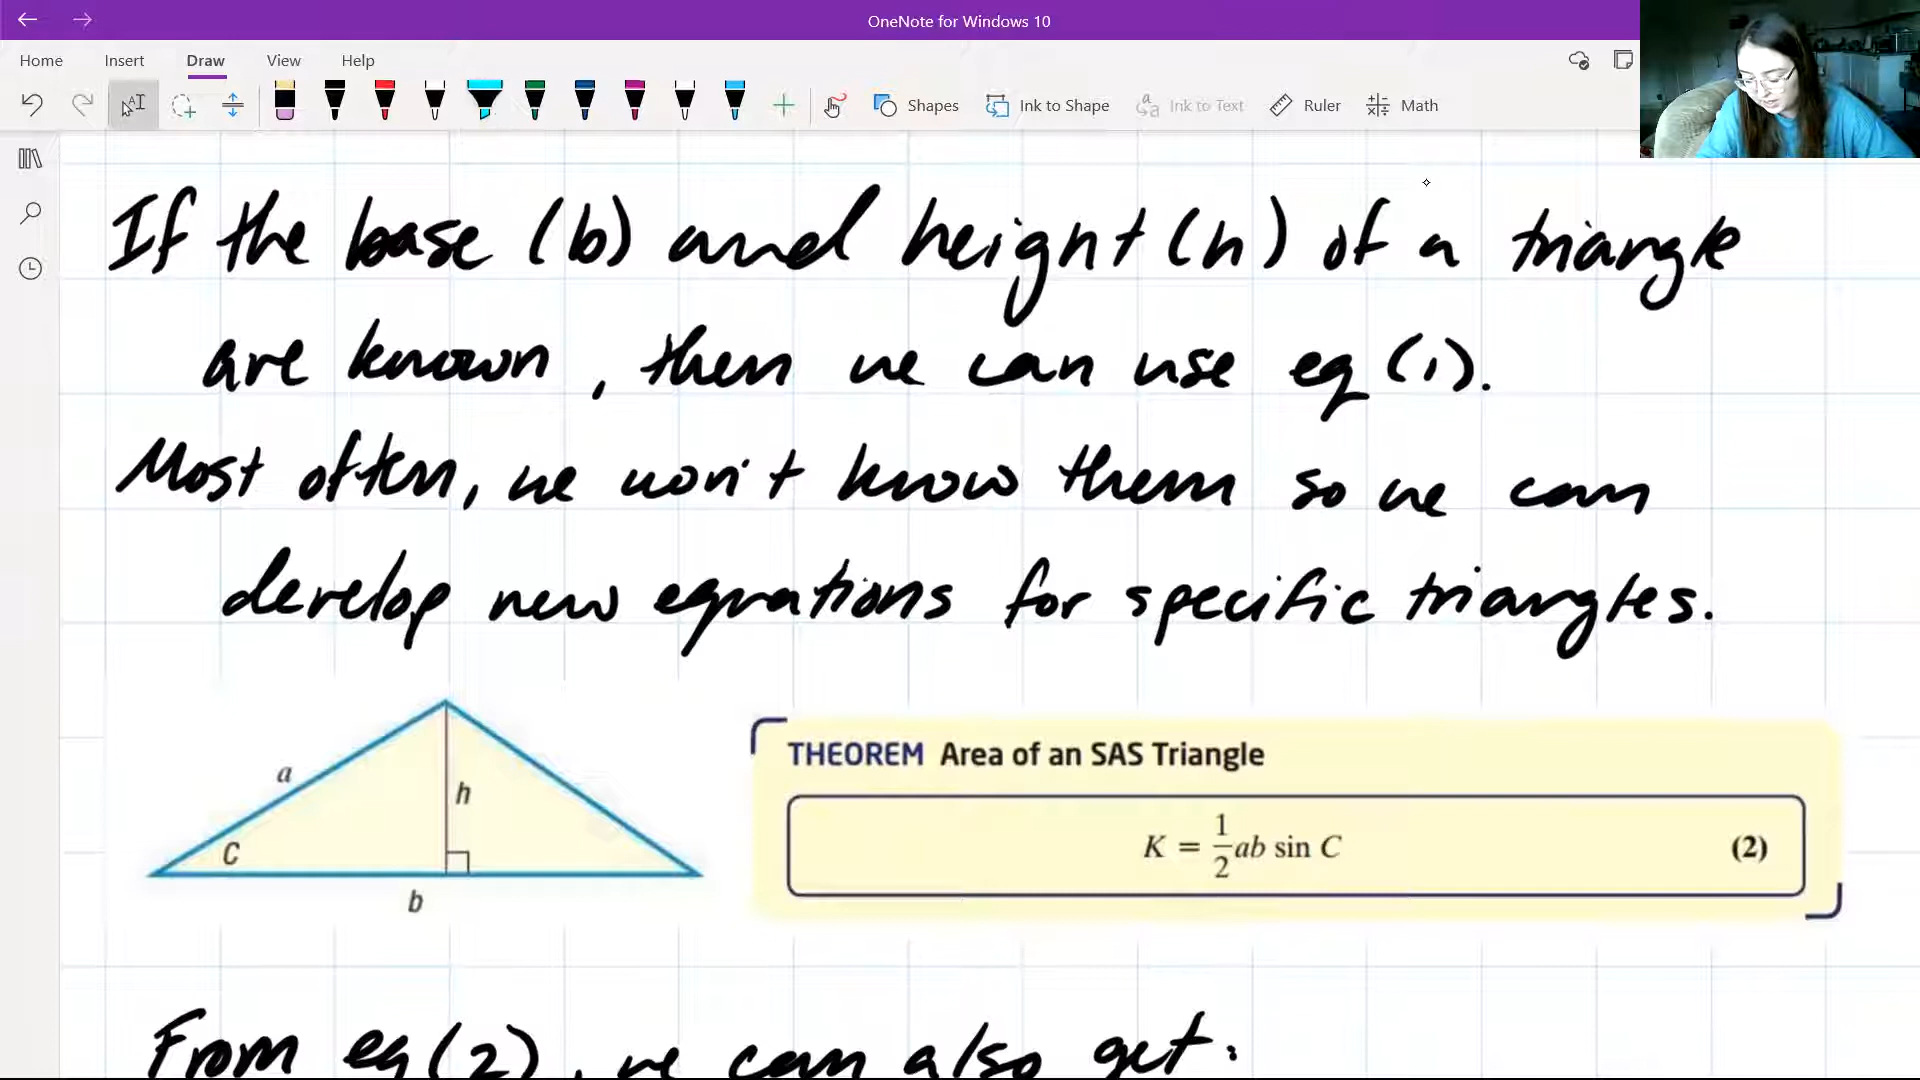 OneNote for Windows 10
Home Insert Draw View Help
Shapes Ink to Shape Ink to Text Ruler Math
If the base (b) and height (h) of a triangle
are known, then we can use eq (1).
Most often, we won't know them so we can
develop new equations for specific triangles.
a
h
C
b
THEOREM Area of an SAS Triangle
K = 1/2 ab sin C (2)
From eq (2), we can also get: